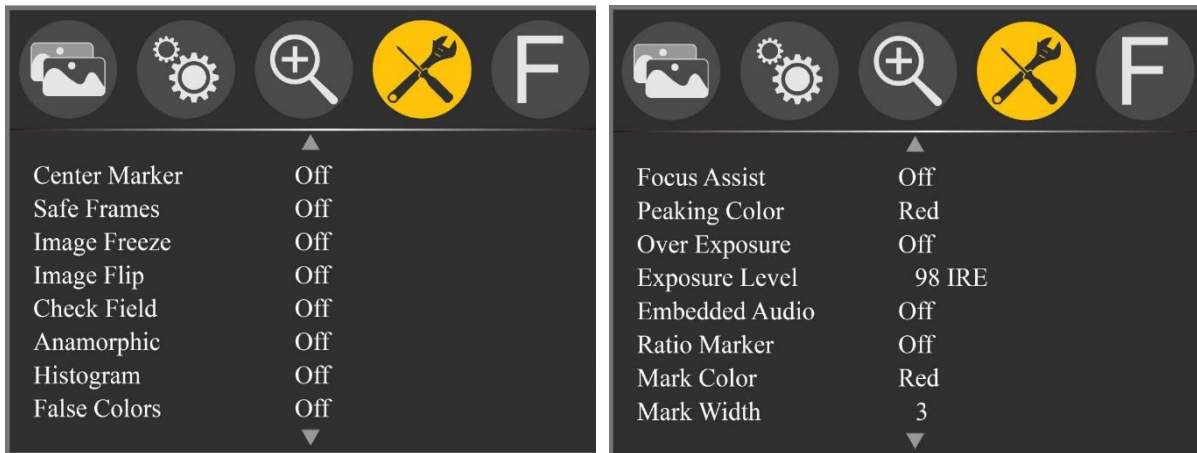 F
Center Marker Off
Safe Frames Off
Image Freeze Off
Image Flip Off
Check Field Off
Anamorphic Off
Histogram Off
False Colors Off
F
Focus Assist Off
Peaking Color Red
Over Exposure Off
Exposure Level 98 IRE
Embedded Audio Off
Ratio Marker Off
Mark Color Red
Mark Width 3